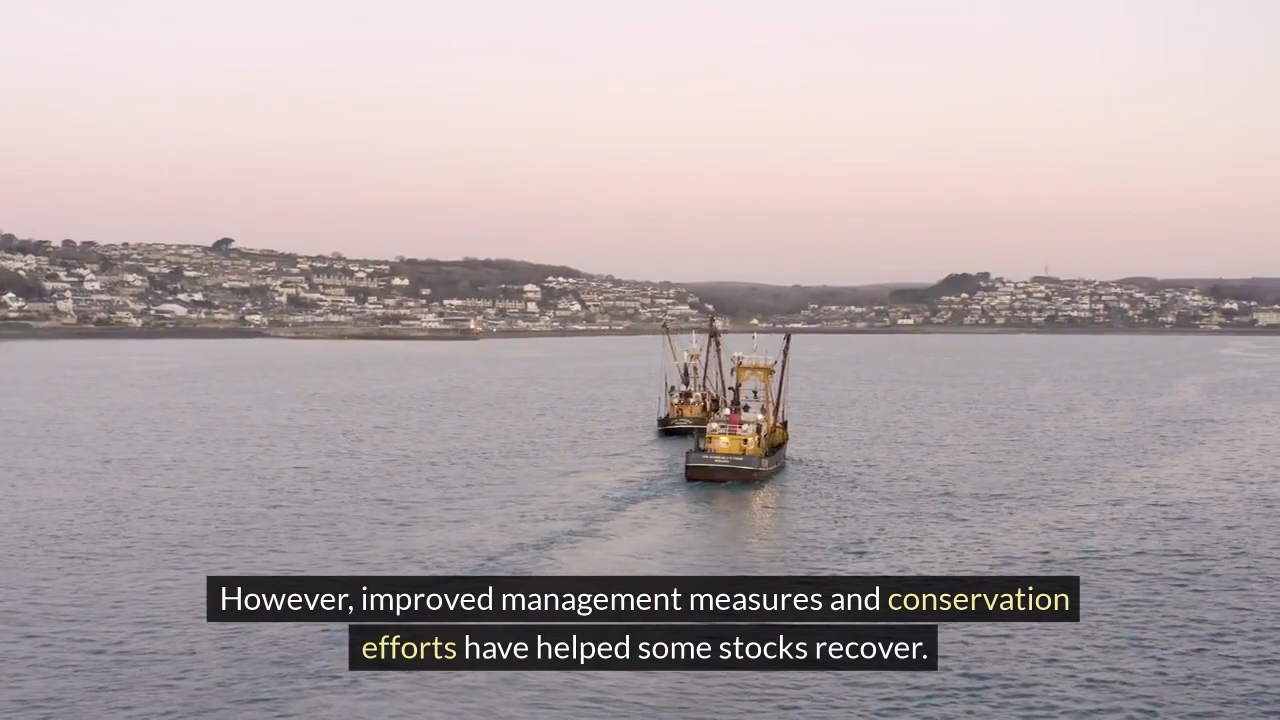 However, improved management measures and conservation
efforts have helped some stocks recover.